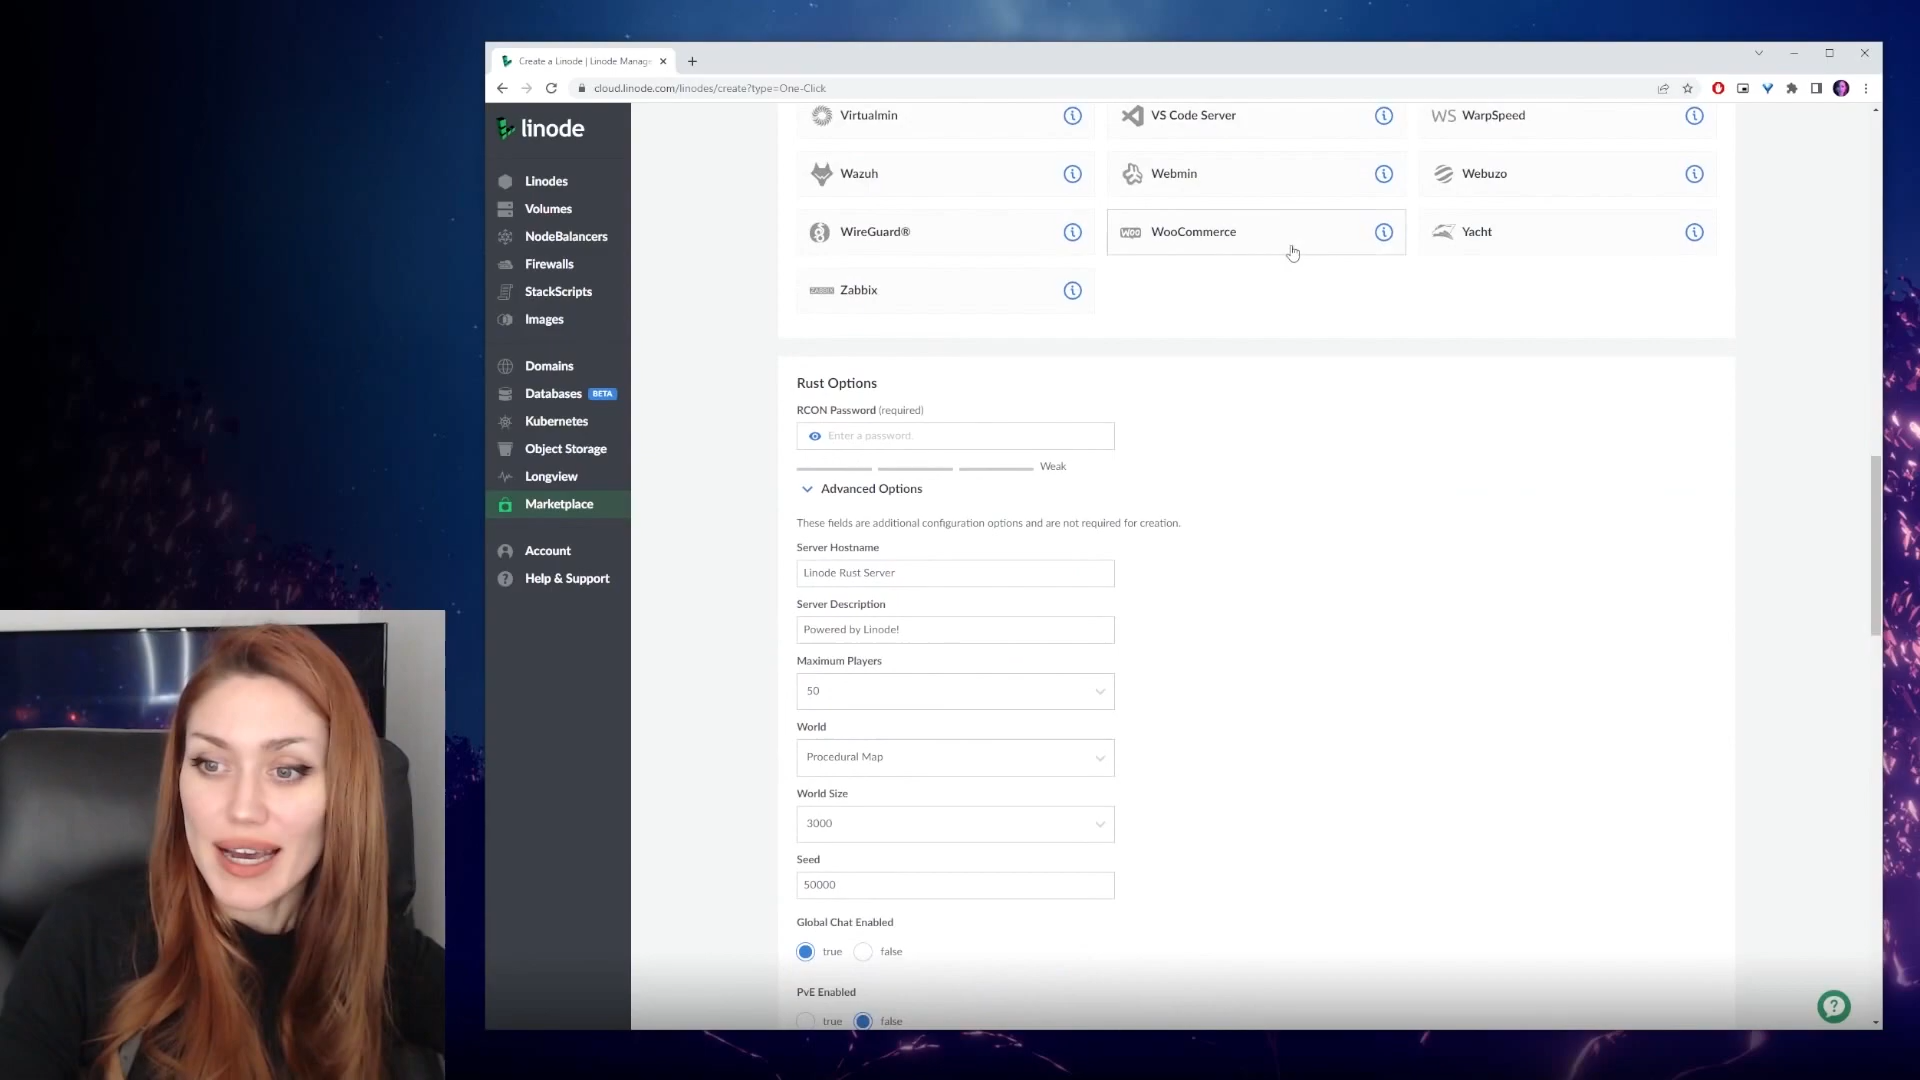 Create a Linode | Linode Manag
cloud.linode.com/linodes/create?type=One-Click
linode
Linodes
Volumes
NodeBalancers
Firewalls
StackScripts
Images
Domains
Databases BETA
Kubernetes
Object Storage
Longview
Marketplace
Account
Help & Support
Virtualmin
VS Code Server
WS WarpSpeed
Wazuh
Webmin
Webuzo
WireGuard®
Woo WooCommerce
Yacht
ZABBIX Zabbix
Rust Options
RCON Password (required)
Enter a password.
Weak
Advanced Options
These fields are additional configuration options and are not required for creation.
Server Hostname
Linode Rust Server
Server Description
Powered by Linode!
Maximum Players
50
World
Procedural Map
World Size
3000
Seed
50000
Global Chat Enabled
true false
PvE Enabled
true false